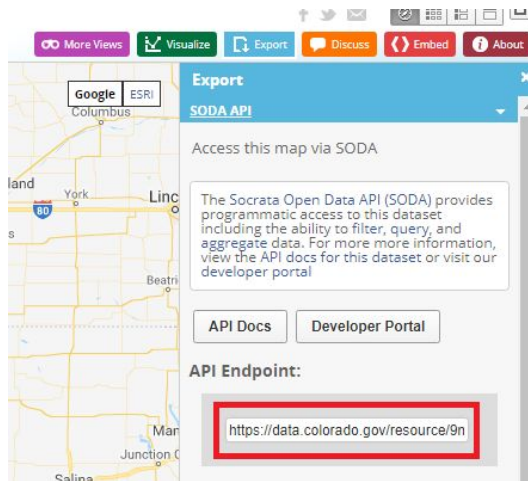 More Views
Visualize
Export
Discuss
Embed
About
Google
ESRI
Columbus
York
80
Export
SODA API
Access this map via SODA
The Socrata Open Data API (SODA) provides
programmatic access to this dataset
including the ability to filter, query, and
aggregate data. For more more information,
view the API docs for this dataset or visit our
developer portal
API Docs
Developer Portal
API Endpoint:
https://data.colorado.gov/resource/9n
Linc
land
Beatri
Mar
Junction
Salina